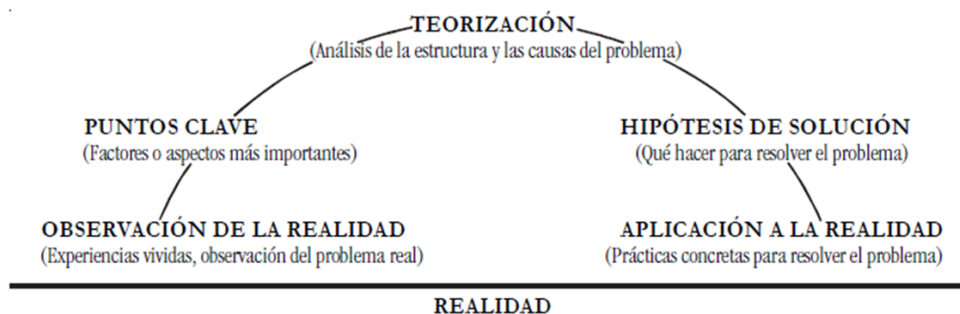 TEORIZACIÓN
(Análisis de la estructura y las causas del problema)
PUNTOS CLAVE
(Factores o aspectos más importantes)
HIPÓTESIS DE SOLUCIÓN
(Qué hacer para resolver el problema)
OBSERVACIÓN DE LA REALIDAD
(Experiencias vividas, observación del problema real)
APLICACIÓN A LA REALIDAD
(Prácticas concretas para resolver el problema)
REALIDAD